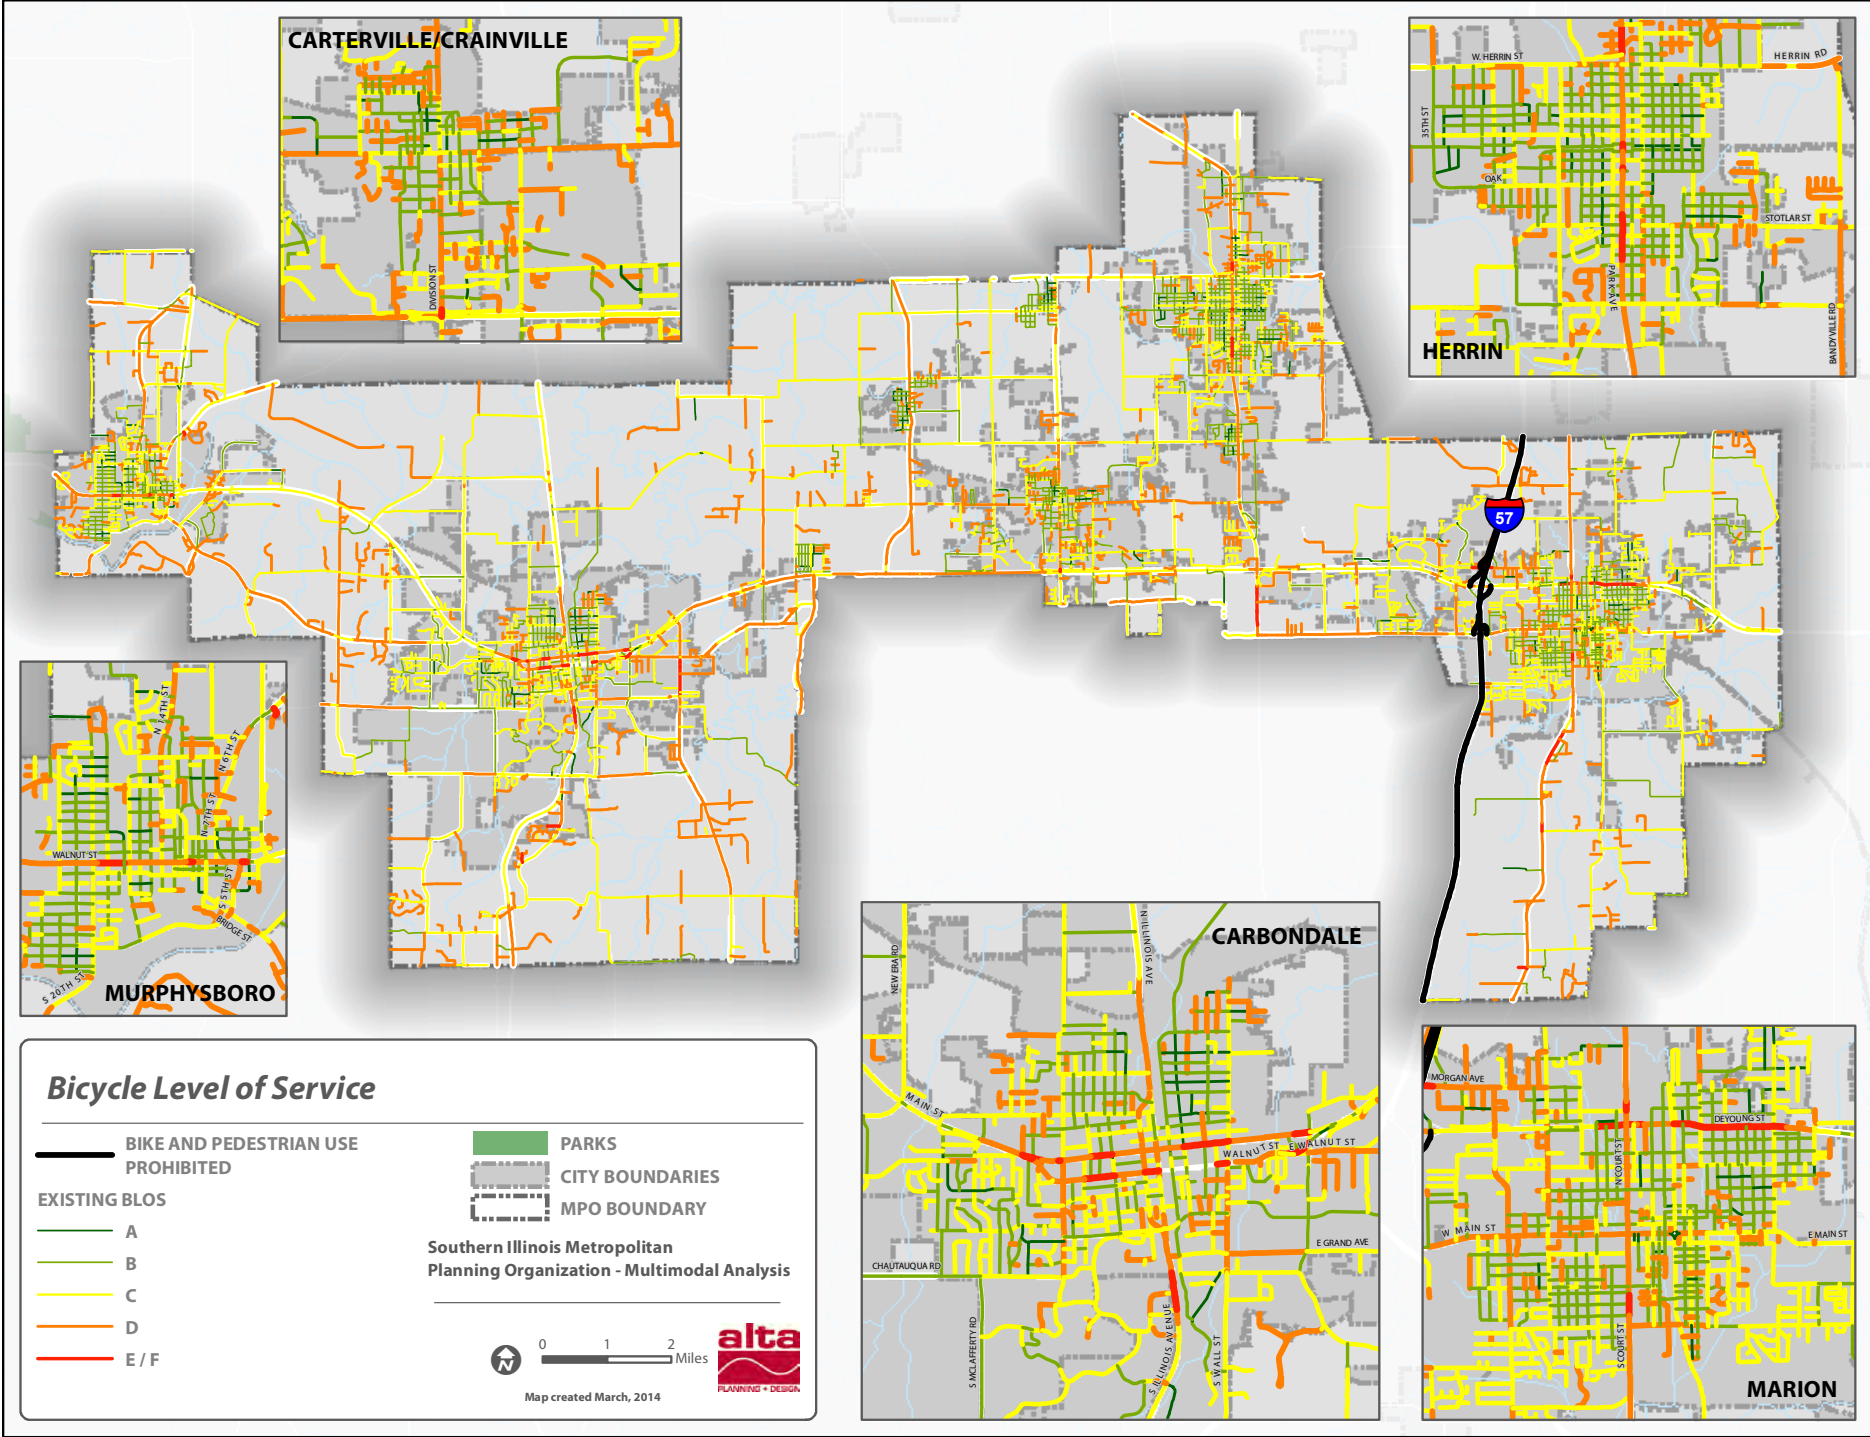 CARTERVILLE/CRAINVILLE
DIVISION ST
W. HERRIN ST
HERRIN RD
35TH ST
OAK
STOTLAR ST
PARK AVE
BANDYVILLE RD
HERRIN
57
N 14TH ST
N 6TH ST
N 7TH ST
WALNUT ST
S 5TH ST
BRIDGE ST
S 20TH ST
MURPHYSBORO
CARBONDALE
NEW ERA RD
N ILLINOIS AVE
MAIN ST
WALNUT ST
E WALNUT ST
E GRAND AVE
CHAUTAUQUA RD
S MCLAFFERTY RD
S ILLINOIS AVENUE
S WALL ST
MORGAN AVE
DEYOUNG ST
N COURT ST
W MAIN ST
E MAIN ST
S COURT ST
MARION
Bicycle Level of Service
BIKE AND PEDESTRIAN USE
PROHIBITED
EXISTING BLOS
A
B
C
D
E / F
PARKS
CITY BOUNDARIES
MPO BOUNDARY
Southern Illinois Metropolitan
Planning Organization - Multimodal Analysis
N
0 1 2
Miles
Map created March, 2014
alta
PLANNING + DESIGN